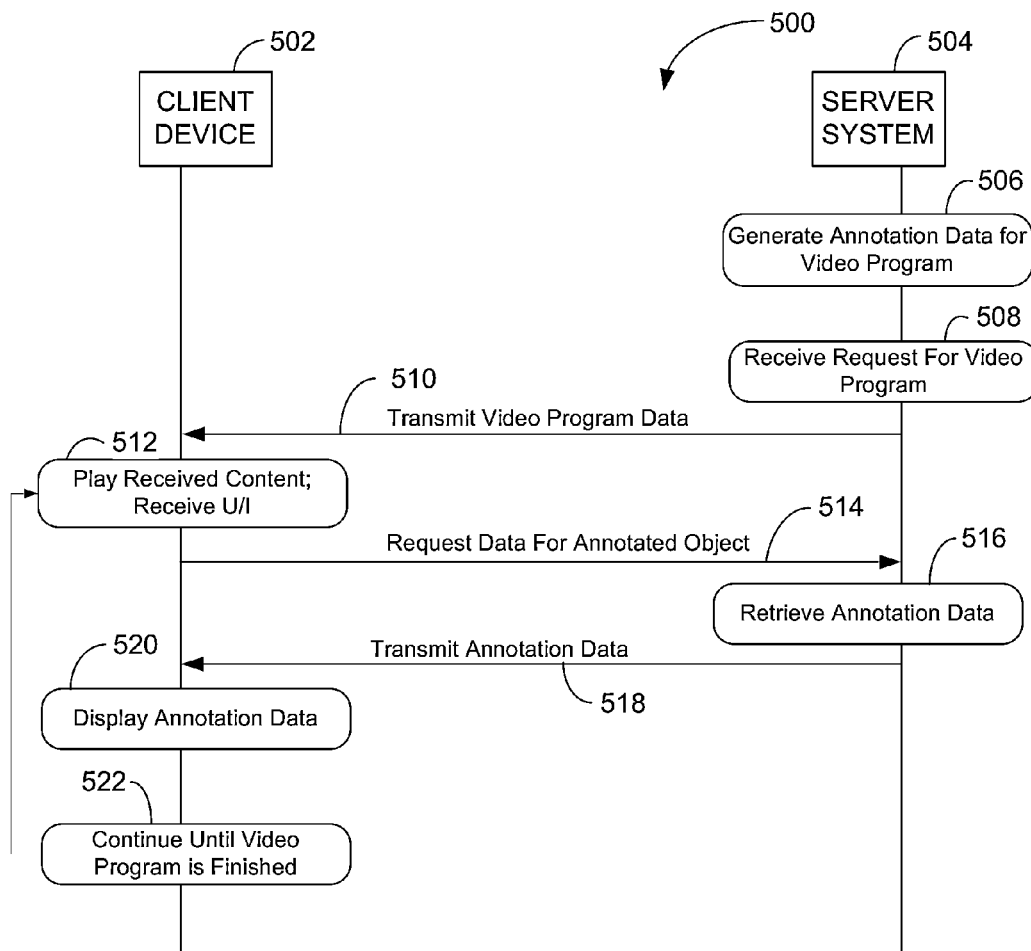 502
500
504
CLIENT
DEVICE
SERVER
SYSTEM
506
Generate Annotation Data for
Video Program
508
Receive Request For Video
Program
510
Transmit Video Program Data
512
Play Received Content;
Receive U/I
514
Request Data For Annotated Object
516
Retrieve Annotation Data
520
Transmit Annotation Data
518
Display Annotation Data
522
Continue Until Video
Program is Finished